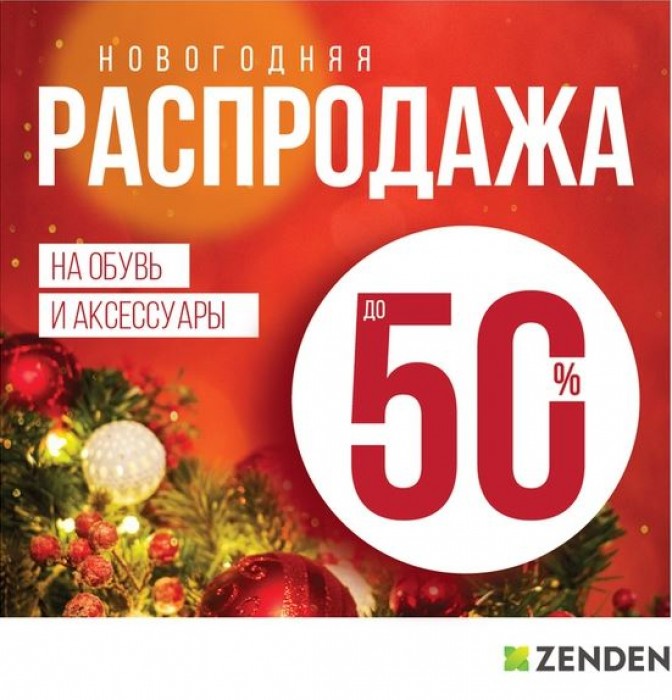 НОВОГОДНЯЯ
РАСПРОДАЖА
НА ОБУВЬ
И АКСЕССУАРЫ
ДО 50%
ZENDEN